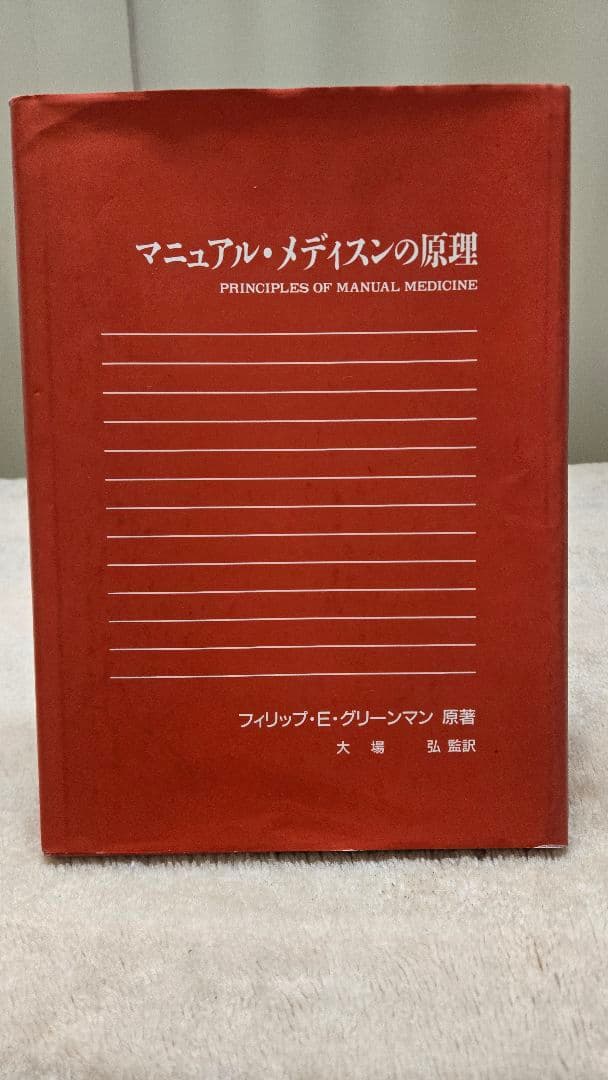 マニュアル・メディスンの原理
PRINCIPLES OF MANUAL MEDICINE
フィリップ・E・グリーンマン 原著
大場 弘 監訳